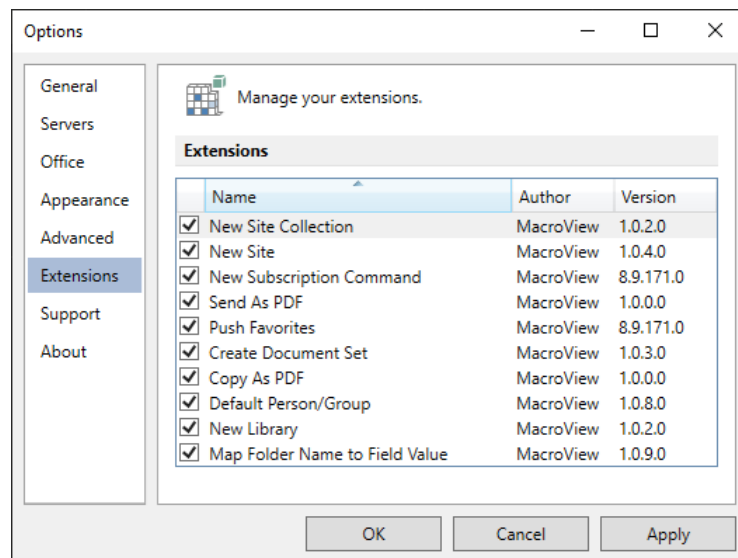 Options
General
Servers
Office
Appearance
Advanced
Extensions
Support
About
Manage your extensions.
Extensions
Name Author Version
New Site Collection MacroView 1.0.2.0
New Site MacroView 1.0.4.0
New Subscription Command MacroView 8.9.171.0
Send As PDF MacroView 1.0.0.0
Push Favorites MacroView 8.9.171.0
Create Document Set MacroView 1.0.3.0
Copy As PDF MacroView 1.0.0.0
Default Person/Group MacroView 1.0.8.0
New Library MacroView 1.0.2.0
Map Folder Name to Field Value MacroView 1.0.9.0
OK Cancel Apply